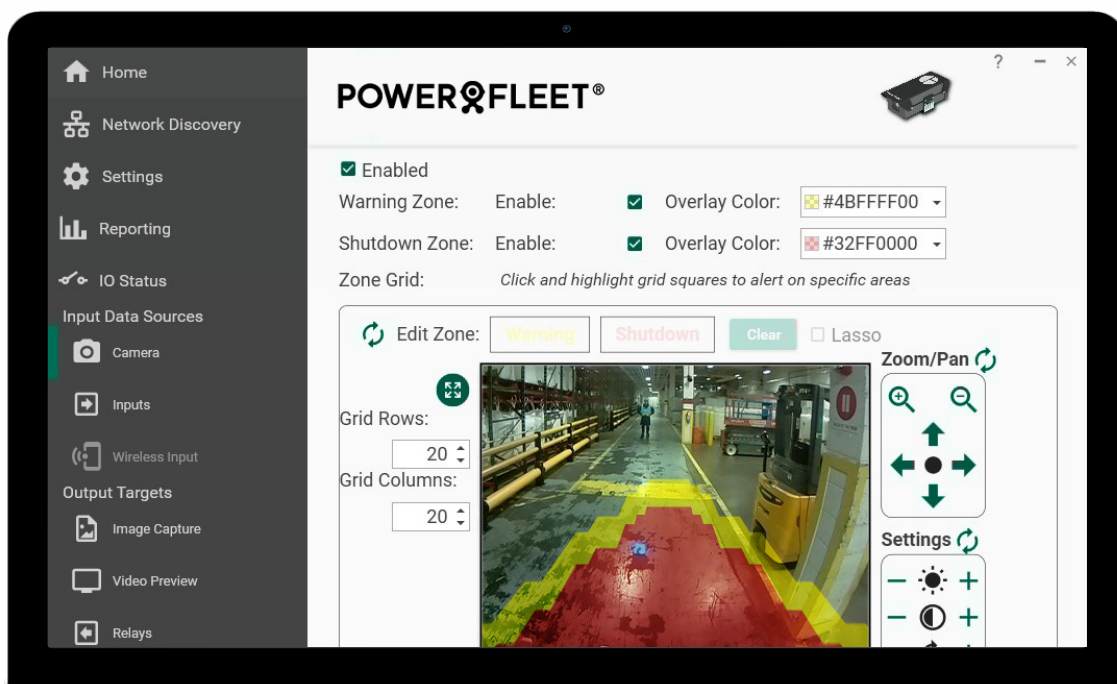 Home
Network Discovery
Settings
Reporting
IO Status
Input Data Sources
Camera
Inputs
Wireless Input
Output Targets
Image Capture
Video Preview
Relays
? − ×
POWERFLEET®
Enabled
Warning Zone: Enable: Overlay Color: #4BFFFF00
Shutdown Zone: Enable: Overlay Color: #32FF0000
Zone Grid: Click and highlight grid squares to alert on specific areas
Edit Zone: Warning Shutdown Clear Lasso
Zoom/Pan
Grid Rows:
20
Grid Columns:
20
Settings